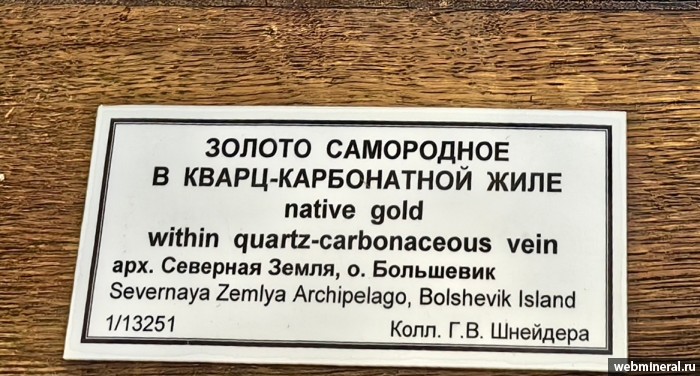 ЗОЛОТО САМОРОДНОЕ
В КВАРЦ-КАРБОНАТНОЙ ЖИЛЕ
native gold
within quartz-carbonaceous vein
арх. Северная Земля, о. Большевик
Severnaya Zemlya Archipelago, Bolshevik Island
1/13251 Колл. Г.В. Шнейдера
webmineral.ru